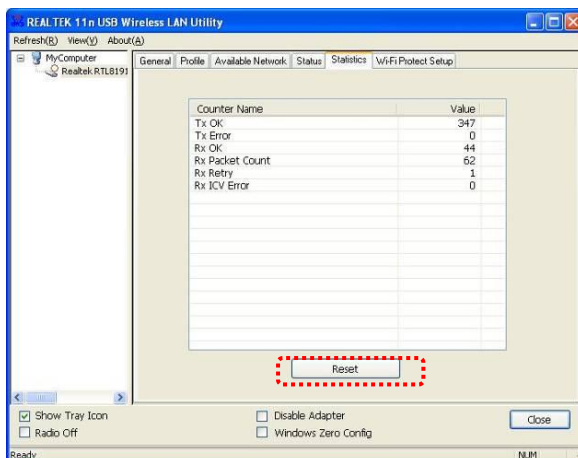 REALTEK 11n USB Wireless LAN Utility
Refresh(R) View(V) About(A)
MyComputer
Realtek RTL8191
General Profile Available Network Status Statistics Wi-Fi Protect Setup
Counter Name Value
Tx OK 347
Tx Error 0
Rx OK 44
Rx Packet Count 62
Rx Retry 1
Rx ICV Error 0
Reset
Show Tray Icon Disable Adapter Close
Radio Off Windows Zero Config
Ready NUM